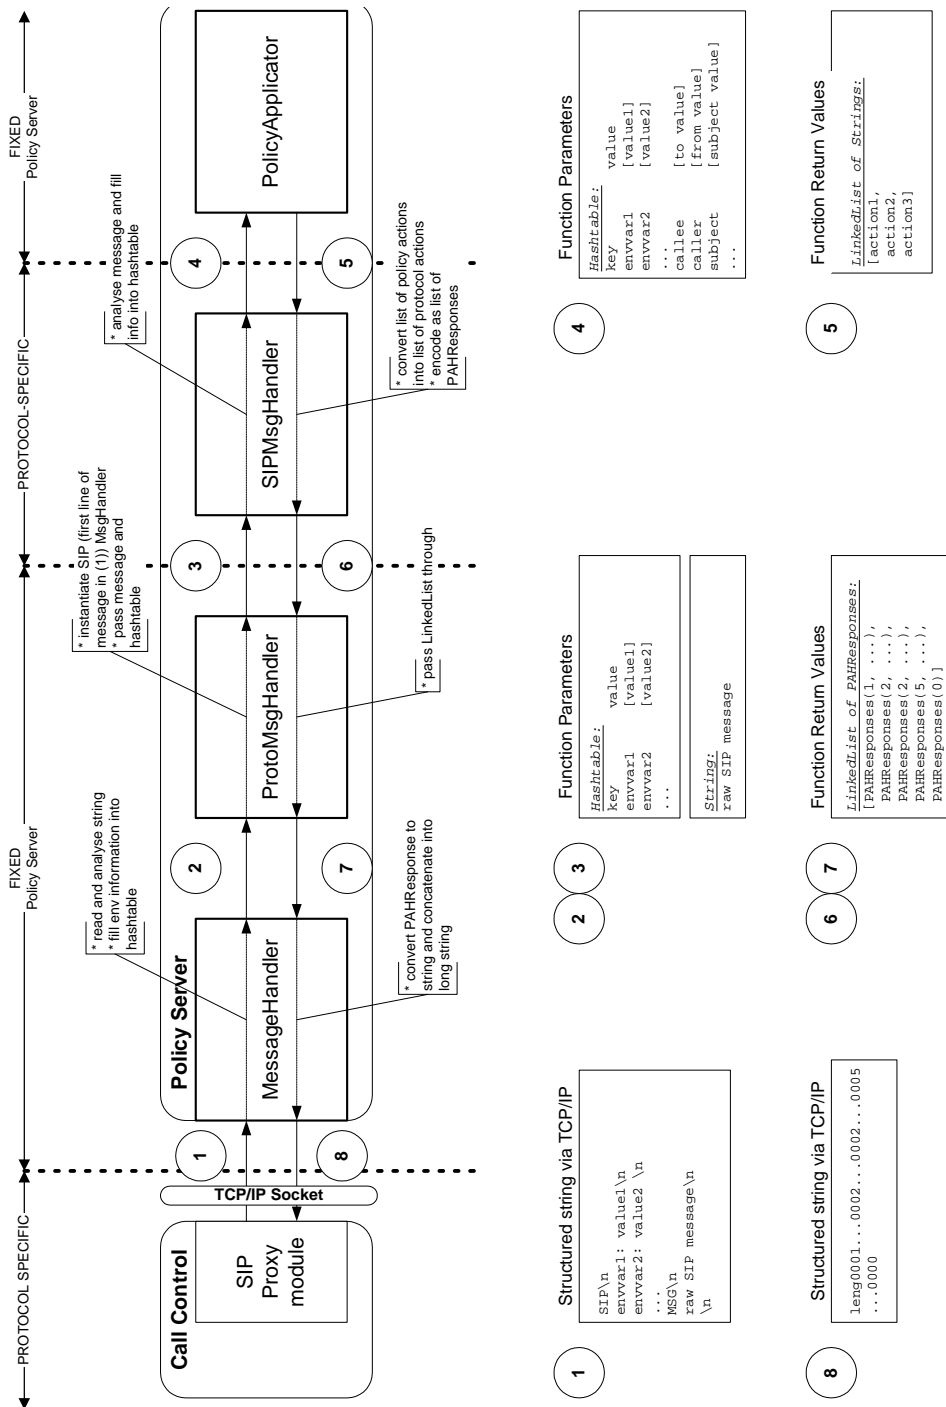 PROTOCOL SPECIFIC
FIXED
Policy Server
PROTOCOL-SPECIFIC
FIXED
Policy Server
* read and analyse string
* fill env information into
hashtable
* instantiate SIP (first line of
message in (1)) MsgHandler
* pass message and
hashtable
* analyse message and fill
info into hashtable
Call Control
SIP
Proxy
module
TCP/IP Socket
1
8
Policy Server
MessageHandler
2
7
ProtoMsgHandler
3
6
SIPMsgHandler
4
5
PolicyApplicator
* convert PAHResponse to
string and concatenate into
long string
* pass LinkedList through
* convert list of policy actions
into list of protocol actions
* encode as list of
PAHResponses
1
Structured string via TCP/IP
SIP\n
envvar1: value1\n
envvar2: value2 \n
...
MSG\n
raw SIP message\n
\n
2
3
Function Parameters
Hashtable:
key value
envvar1 [value1]
envvar2 [value2]
...
String:
raw SIP message
4
Function Parameters
Hashtable:
key value
envvar1 [value1]
envvar2 [value2]
...
callee [to value]
caller [from value]
subject [subject value]
...
8
Structured string via TCP/IP
leng0001...0002...0002...0005
...0000
6
7
Function Return Values
LinkedList of PAHResponses:
[PAHResponses(1, ...),
PAHResponses(2, ...),
PAHResponses(2, ...),
PAHResponses(5, ...),
PAHResponses(0)]
5
Function Return Values
LinkedList of Strings:
[action1,
action2,
action3]